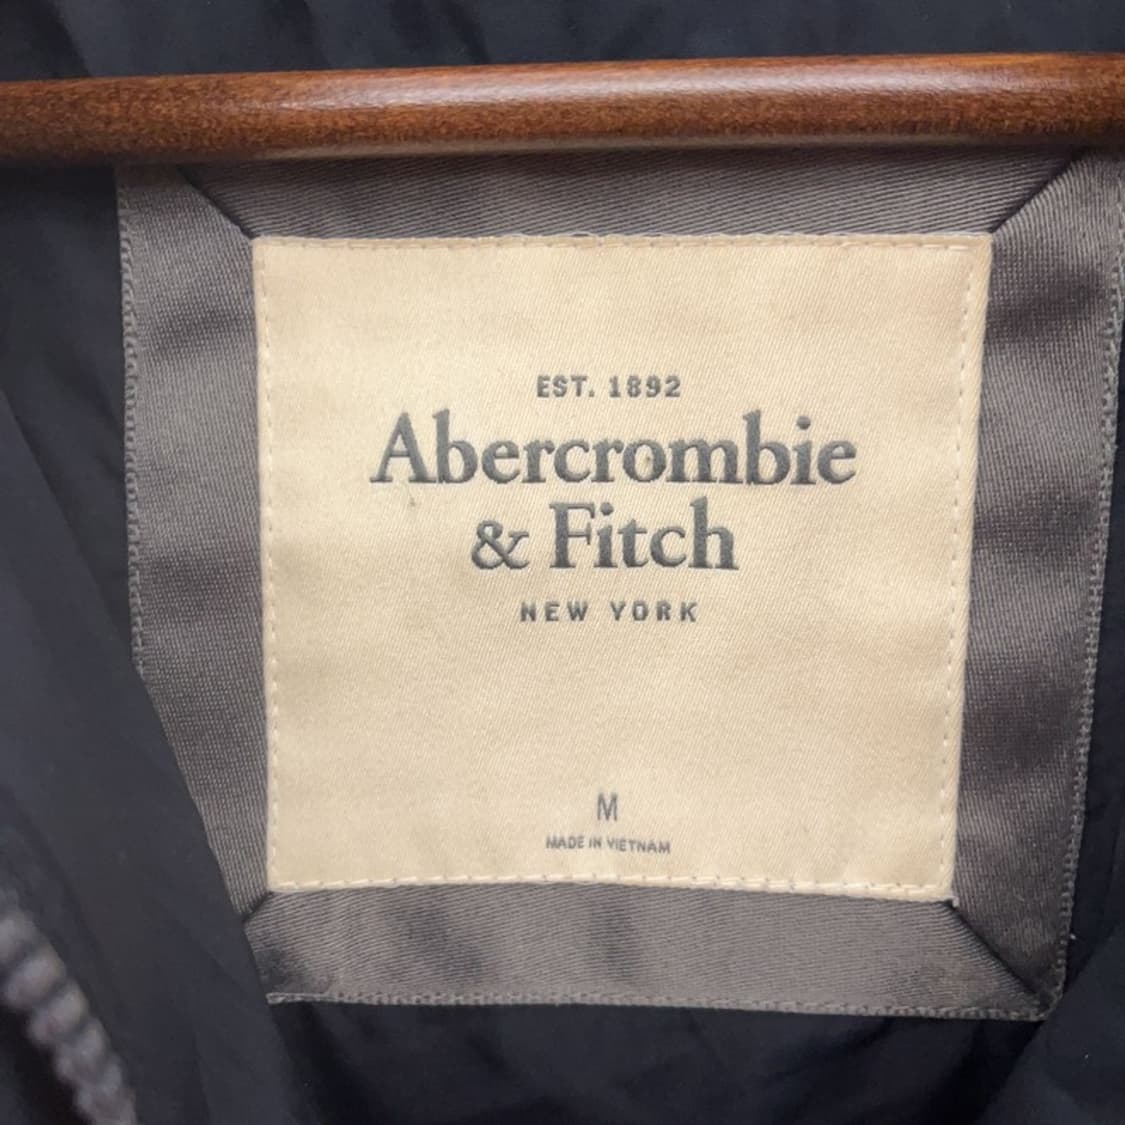 EST. 1892
Abercrombie
& Fitch
NEW YORK
M
MADE IN VIETNAM